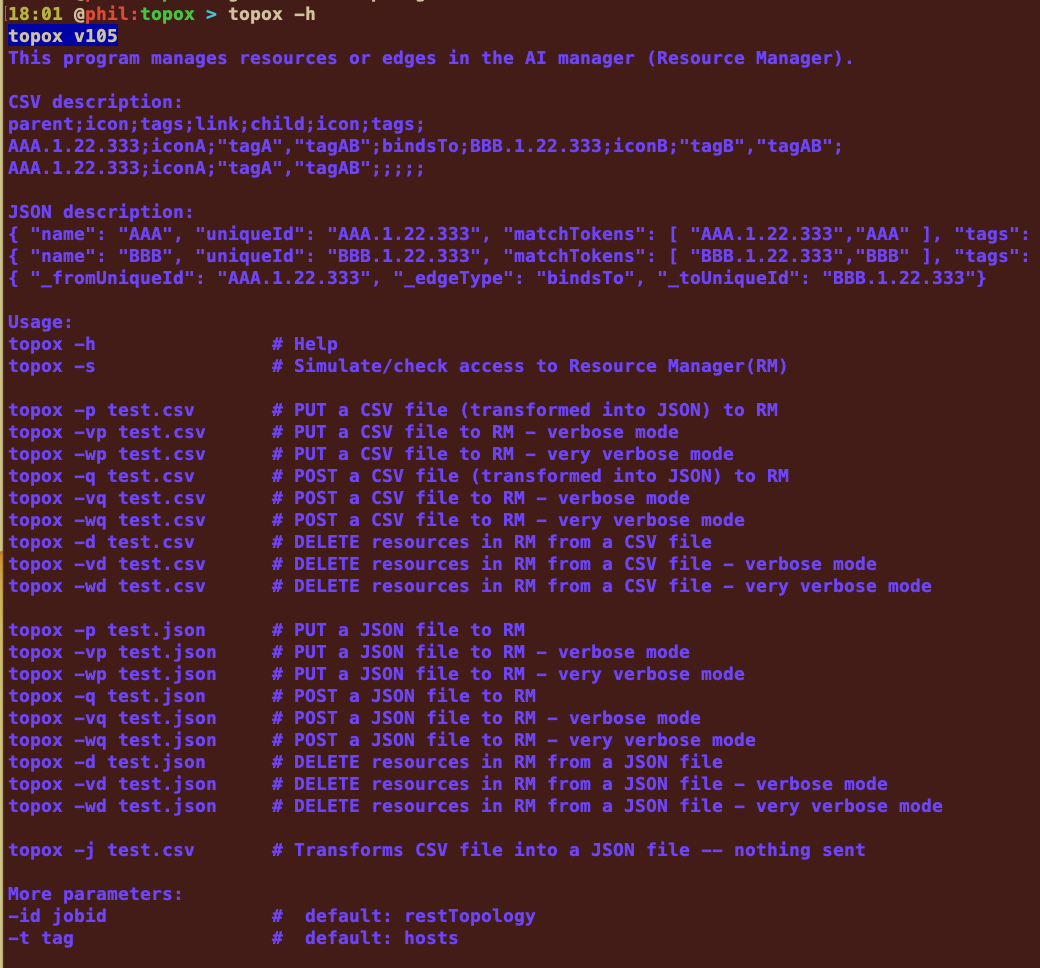 18:01 @phil:topox > topox -h
topox v105
This program manages resources or edges in the AI manager (Resource Manager).
CSV description:
parent;icon;tags;link;child;icon;tags;
AAA.1.22.333;iconA;"tagA","tagAB";bindsTo;BBB.1.22.333;iconB;"tagB","tagAB";
AAA.1.22.333;iconA;"tagA","tagAB";;;;;
JSON description:
{ "name": "AAA", "uniqueId": "AAA.1.22.333", "matchTokens": [ "AAA.1.22.333","AAA" ], "tags":
{ "name": "BBB", "uniqueId": "BBB.1.22.333", "matchTokens": [ "BBB.1.22.333","BBB" ], "tags":
{ "_fromUniqueId": "AAA.1.22.333", "_edgeType": "bindsTo", "_toUniqueId": "BBB.1.22.333"}
Usage:
topox -h # Help
topox -s # Simulate/check access to Resource Manager(RM)
topox -p test.csv # PUT a CSV file (transformed into JSON) to RM
topox -vp test.csv # PUT a CSV file to RM - verbose mode
topox -wp test.csv # PUT a CSV file to RM - very verbose mode
topox -q test.csv # POST a CSV file (transformed into JSON) to RM
topox -vq test.csv # POST a CSV file to RM - verbose mode
topox -wq test.csv # POST a CSV file to RM - very verbose mode
topox -d test.csv # DELETE resources in RM from a CSV file
topox -vd test.csv # DELETE resources in RM from a CSV file - verbose mode
topox -wd test.csv # DELETE resources in RM from a CSV file - very verbose mode
topox -p test.json # PUT a JSON file to RM
topox -vp test.json # PUT a JSON file to RM - verbose mode
topox -wp test.json # PUT a JSON file to RM - very verbose mode
topox -q test.json # POST a JSON file to RM
topox -vq test.json # POST a JSON file to RM - verbose mode
topox -wq test.json # POST a JSON file to RM - very verbose mode
topox -d test.json # DELETE resources in RM from a JSON file
topox -vd test.json # DELETE resources in RM from a JSON file - verbose mode
topox -wd test.json # DELETE resources in RM from a JSON file - very verbose mode
topox -j test.csv # Transforms CSV file into a JSON file -- nothing sent
More parameters:
-id jobid # default: restTopology
-t tag # default: hosts